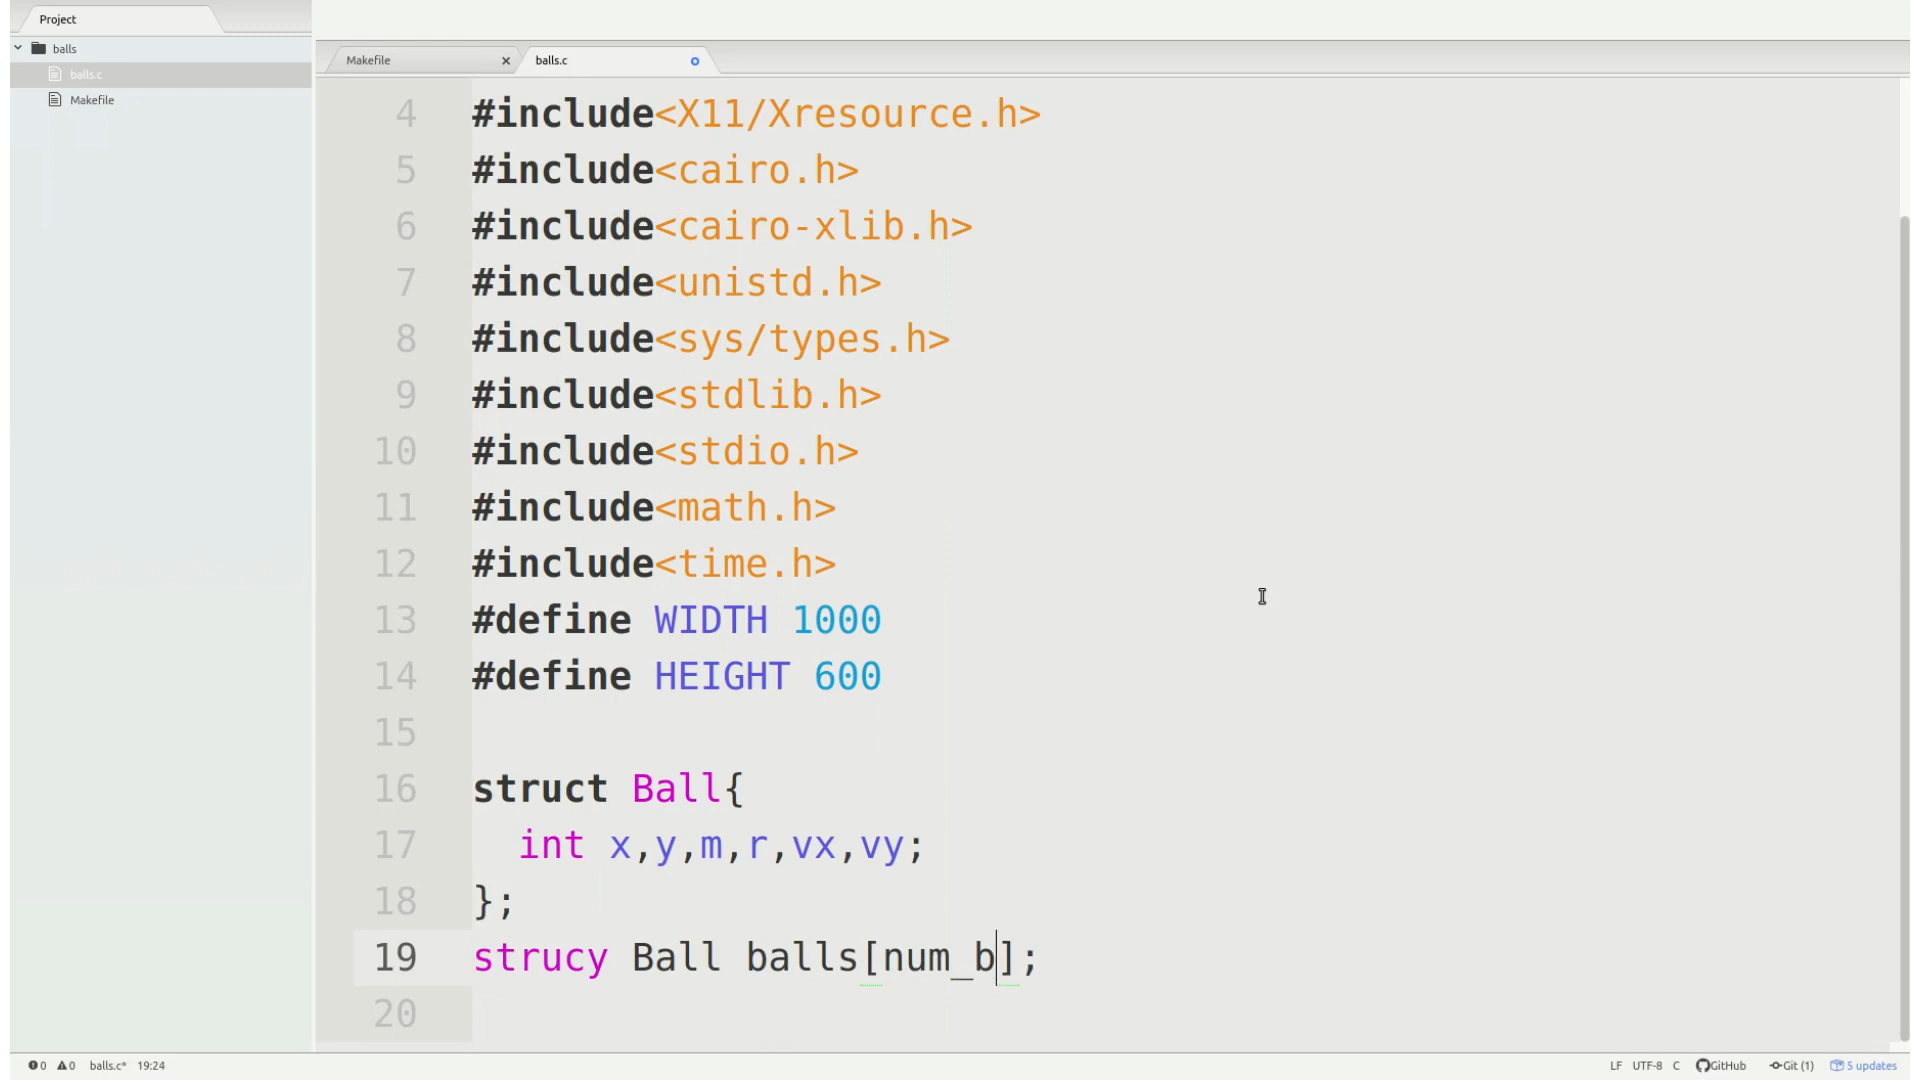 Project
balls
balls.c
Makefile
Makefile
balls.c
4 #include<X11/Xresource.h>
5 #include<cairo.h>
6 #include<cairo-xlib.h>
7 #include<unistd.h>
8 #include<sys/types.h>
9 #include<stdlib.h>
10 #include<stdio.h>
11 #include<math.h>
12 #include<time.h>
13 #define WIDTH 1000
14 #define HEIGHT 600
15
16 struct Ball{
17 int x,y,m,r,vx,vy;
18 };
19 strucy Ball balls[num_b];
20
0 0 balls.c* 19:24
LF UTF-8 C GitHub Git (1) 5 updates